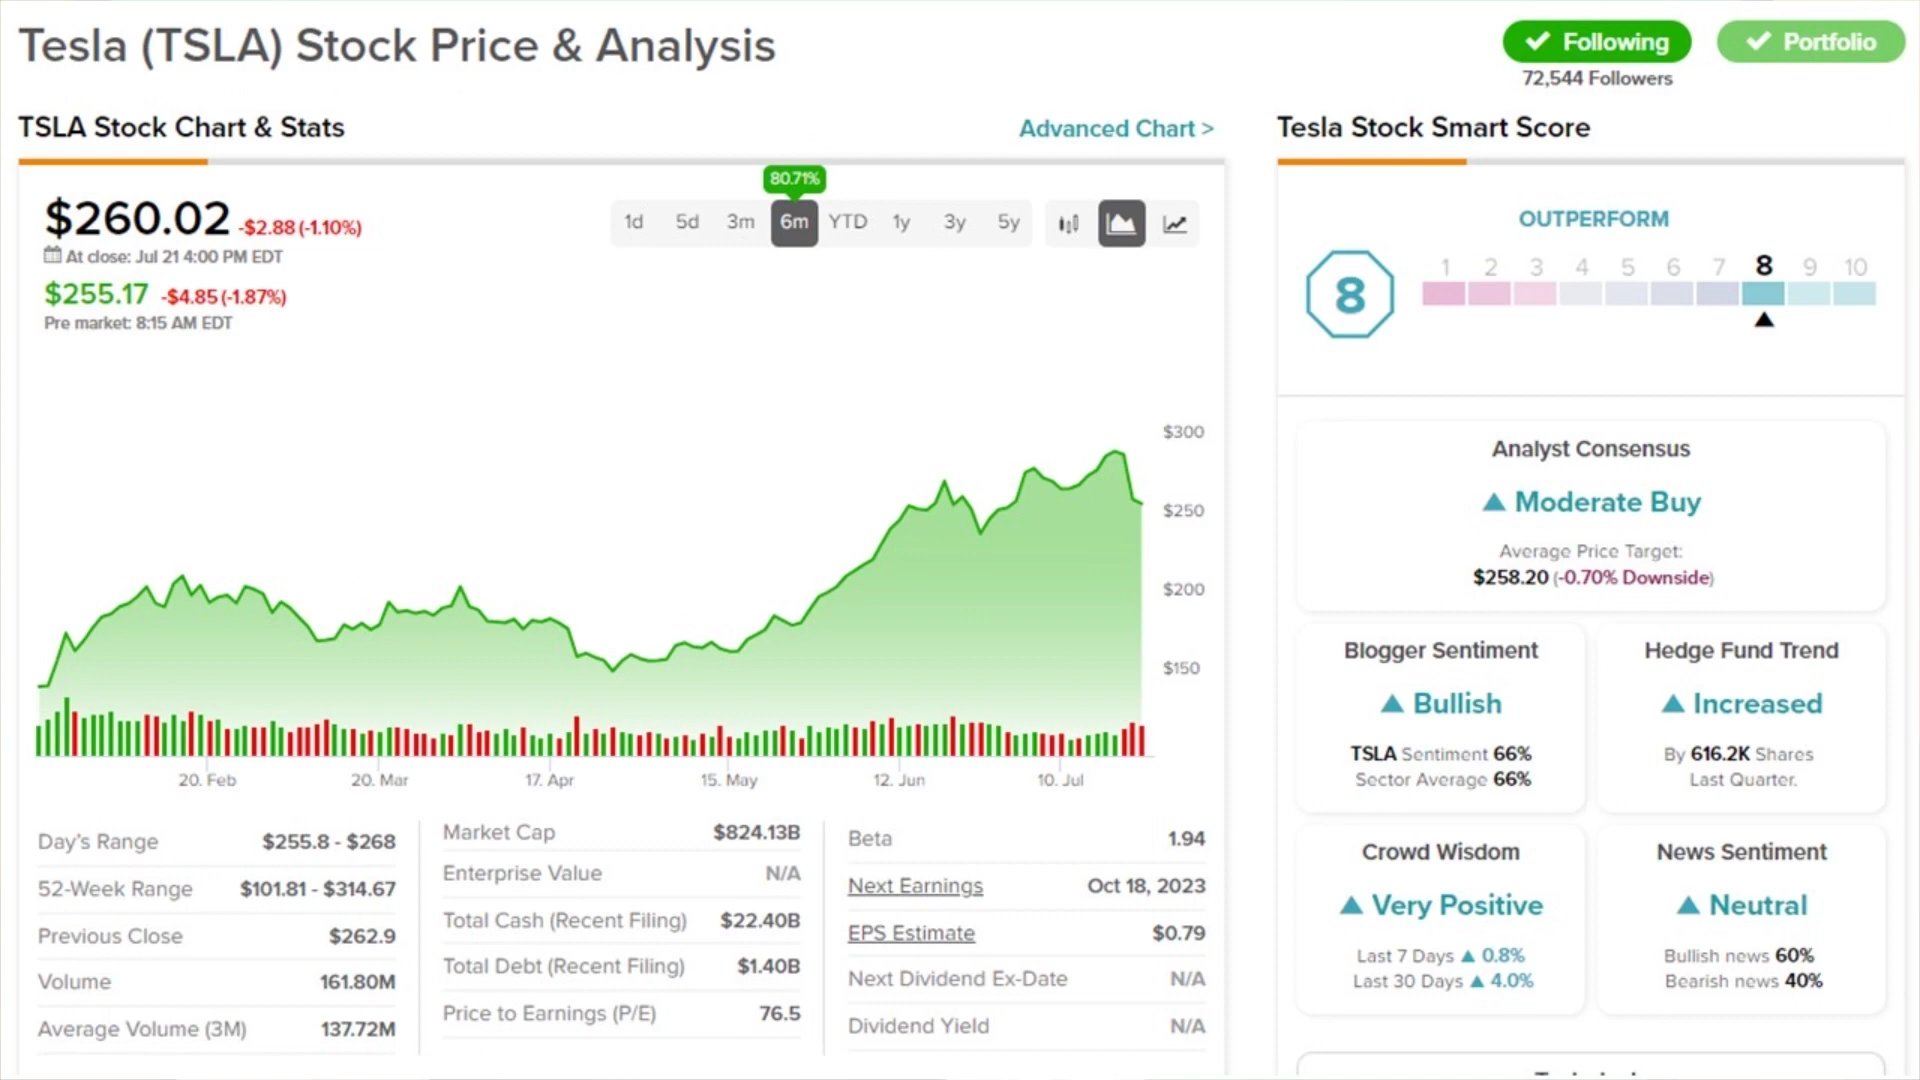 Tesla (TSLA) Stock Price & Analysis
Following
72,544 Followers
Portfolio
TSLA Stock Chart & Stats
Advanced Chart >
$260.02 -$2.88 (-1.10%)
At close: Jul 21 4:00 PM EDT
$255.17 -$4.85 (-1.87%)
Pre market: 8:15 AM EDT
80.71%
1d 5d 3m 6m YTD 1y 3y 5y
$300
$250
$200
$150
20. Feb 20. Mar 17. Apr 15. May 12. Jun 10. Jul
Day's Range $255.8 - $268
52-Week Range $101.81 - $314.67
Previous Close $262.9
Volume 161.80M
Average Volume (3M) 137.72M
Market Cap $824.13B
Enterprise Value N/A
Total Cash (Recent Filing) $22.40B
Total Debt (Recent Filing) $1.40B
Price to Earnings (P/E) 76.5
Beta 1.94
Next Earnings Oct 18, 2023
EPS Estimate $0.79
Next Dividend Ex-Date N/A
Dividend Yield N/A
Tesla Stock Smart Score
OUTPERFORM
8
1 2 3 4 5 6 7 8 9 10
Analyst Consensus
Moderate Buy
Average Price Target:
$258.20 (-0.70% Downside)
Blogger Sentiment
Bullish
TSLA Sentiment 66%
Sector Average 66%
Hedge Fund Trend
Increased
By 616.2K Shares
Last Quarter.
Crowd Wisdom
Very Positive
Last 7 Days ▲ 0.8%
Last 30 Days ▲ 4.0%
News Sentiment
Neutral
Bullish news 60%
Bearish news 40%